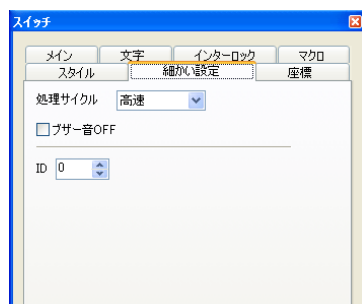 スイッチ
メイン 文字 インターロック マクロ
スタイル 細かい設定 座標
処理サイクル 高速
ブザー音OFF
ID 0